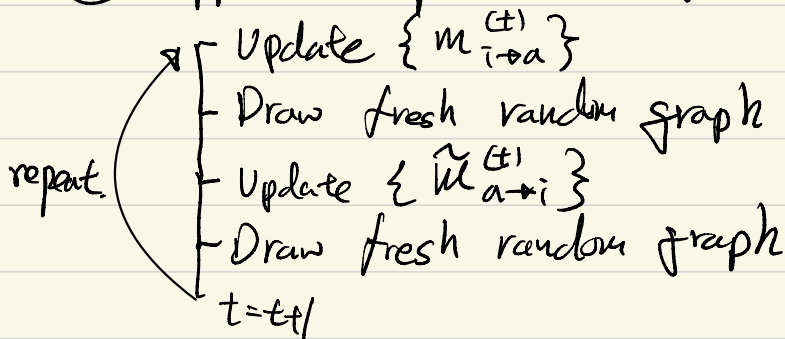 Update { m^{(t)}_{i→a} }
Draw fresh random graph
repeat.
Update { m̃^{(t)}_{a→i} }
Draw fresh random graph
t=t+1